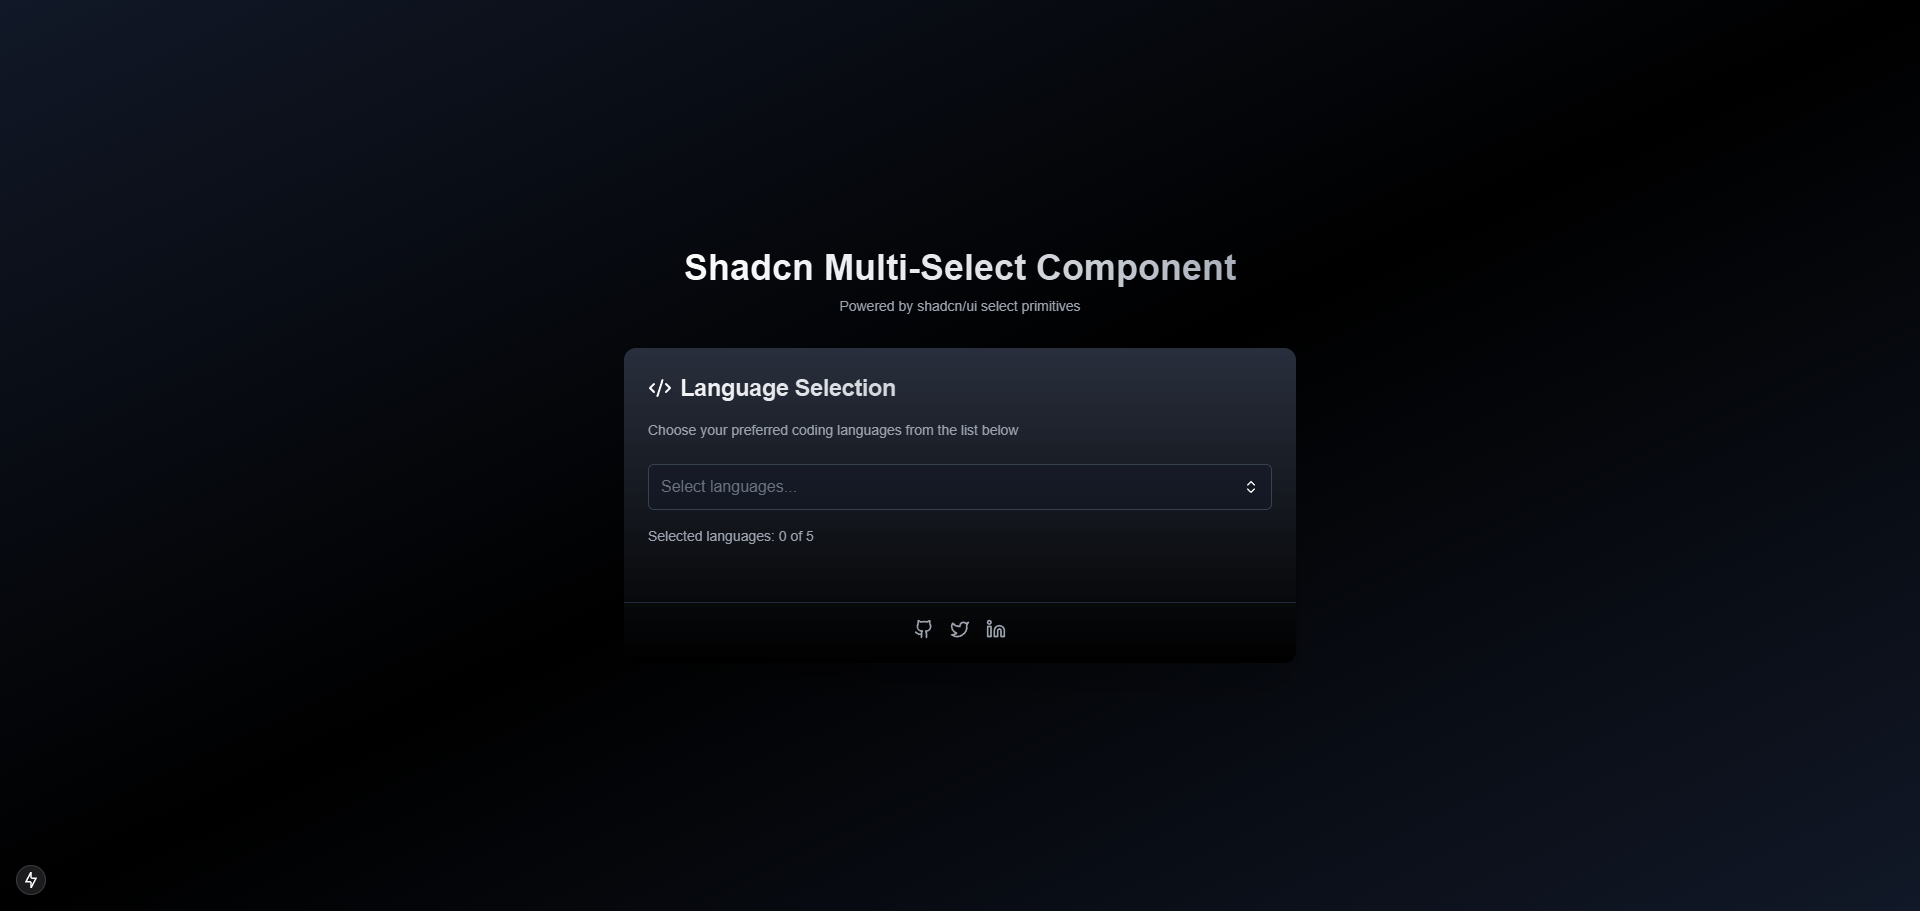 Shadcn Multi-Select Component
Powered by shadcn/ui select primitives
Language Selection
Choose your preferred coding languages from the list below
Select languages...
Selected languages: 0 of 5